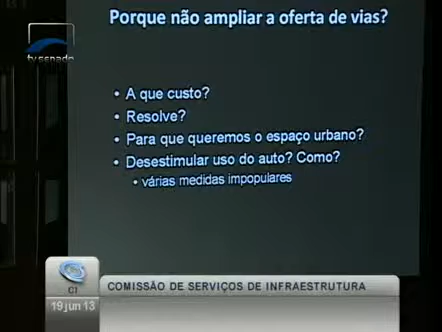 Porque não ampliar a oferta de vias?
tv senado
• A que custo?
• Resolve?
• Para que queremos o espaço urbano?
• Desestimular uso do auto? Como?
• várias medidas impopulares
CI
COMISSÃO DE SERVIÇOS DE INFRAESTRUTURA
19 jun 13